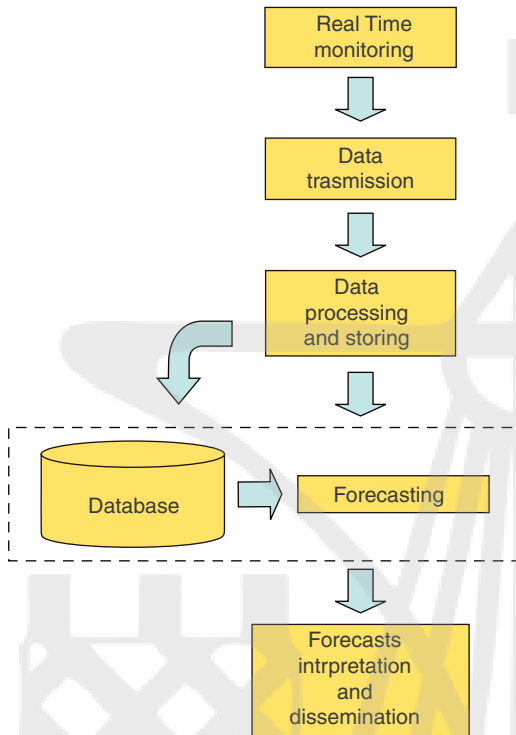 Real Time
monitoring
Data
trasmission
Data
processing
and storing
Database
Forecasting
Forecasts
intrpretation
and
dissemination